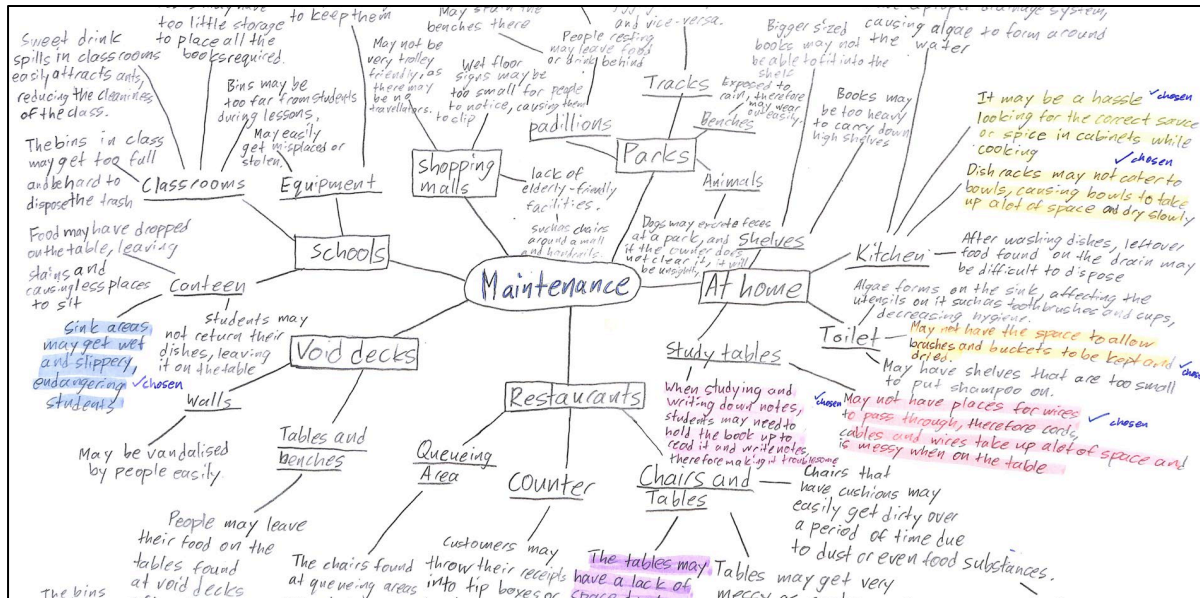 too little storage
to place all the
books required.
to keep them
Sweet drink
spills in classrooms
easily attracts ants,
reducing the cleaniness
of the class.
Bins may be
too far from students
during lessons.
May easily
get misplaced or
stolen.
The bins in class
may get too full
and be hard to
dispose the trash
Classrooms
Equipment
Schools
Food may have dropped
on the table, leaving
stains and
causing less places
to sit
Canteen
Sink areas
may get wet
and slippery,
endangering
students
✓chosen
Students may
not return their
dishes, leaving
it on the table
May stain the
benches there
May not be
very trolley
friendly, as
there may
be no
travellators.
Wet floor
signs may be
too small for people
to notice, causing them
to slip
shopping
malls
lack of
elderly-friendly
facilities.
such as chairs
around a mall
and handrails.
and vice-versa.
People resting
may leave food
or drink behind
padillions
Tracks
Parks
Exposed to
rain, therefore
may wear
out easily.
Benches
Animals
Dogs may excrete feces
at a park, and
if the owner does
not clear it, it will
be unsightly
Maintenance
Bigger sized
books may not
be able to fit into the
shelf
Books may
be too heavy
to carry down
high shelves
Shelves
At home
causing algae to form around
the water
It may be a hassle ✓chosen
looking for the correct sauce
or spice in cabinets while
cooking
✓chosen
Dish racks may not cater to
bowls, causing bowls to take
up alot of space and dry slowly
Kitchen
After washing dishes, leftover
food found on the drain may
be difficult to dispose
Algae forms on the sink, affecting the
utensils on it such as toothbrushes and cups,
decreasing hygiene.
Toilet
May not have the space to allow
brushes and buckets to be kept and
dried.
May have shelves that are too small
to put shampoo on.
Study tables
when studying and
writing down notes,
students may need to
hold the book up to
read it and write notes,
therefore making it troublesome
✓chosen
May not have places for wires
to pass through, therefore cords,
cables and wires take up alot of space and
is messy when on the table
✓chosen
Void decks
Walls
May be vandalised
by people easily.
Tables and
benches
People may leave
their food on the
tables found
at void decks
The bins
Restaurants
Queueing
Area
The chairs found
at queueing areas
Counter
Customers may
throw their receipts
into tip boxes or
Chairs and
Tables
The tables may
have a lack of
Tables may get very
Chairs that
have cushions may
easily get dirty over
a period of time due
to dust or even food substances.